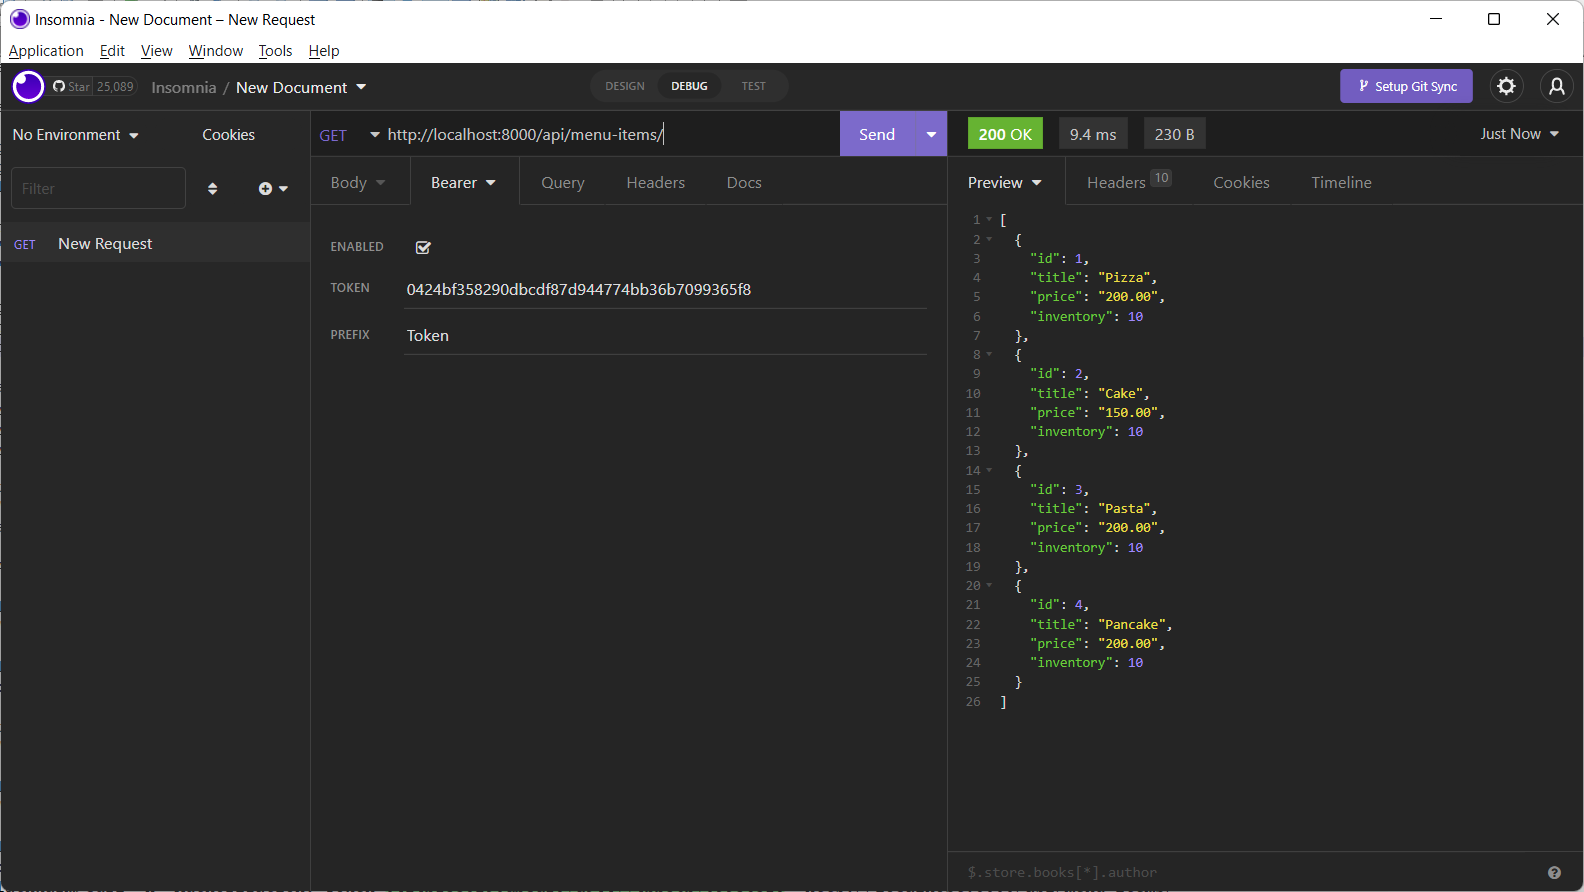 Insomnia - New Document – New Request
Application Edit View Window Tools Help
Star 25,089 Insomnia / New Document DESIGN DEBUG TEST Setup Git Sync
No Environment Cookies
GET http://localhost:8000/api/menu-items/ Send
200 OK 9.4 ms 230 B Just Now
Filter
GET New Request
Body Bearer Query Headers Docs
ENABLED
TOKEN 0424bf358290dbcdf87d944774bb36b7099365f8
PREFIX Token
Preview Headers 10 Cookies Timeline
1 [
2 {
3 "id": 1,
4 "title": "Pizza",
5 "price": "200.00",
6 "inventory": 10
7 },
8 {
9 "id": 2,
10 "title": "Cake",
11 "price": "150.00",
12 "inventory": 10
13 },
14 {
15 "id": 3,
16 "title": "Pasta",
17 "price": "200.00",
18 "inventory": 10
19 },
20 {
21 "id": 4,
22 "title": "Pancake",
23 "price": "200.00",
24 "inventory": 10
25 }
26 ]
$.store.books[*].author